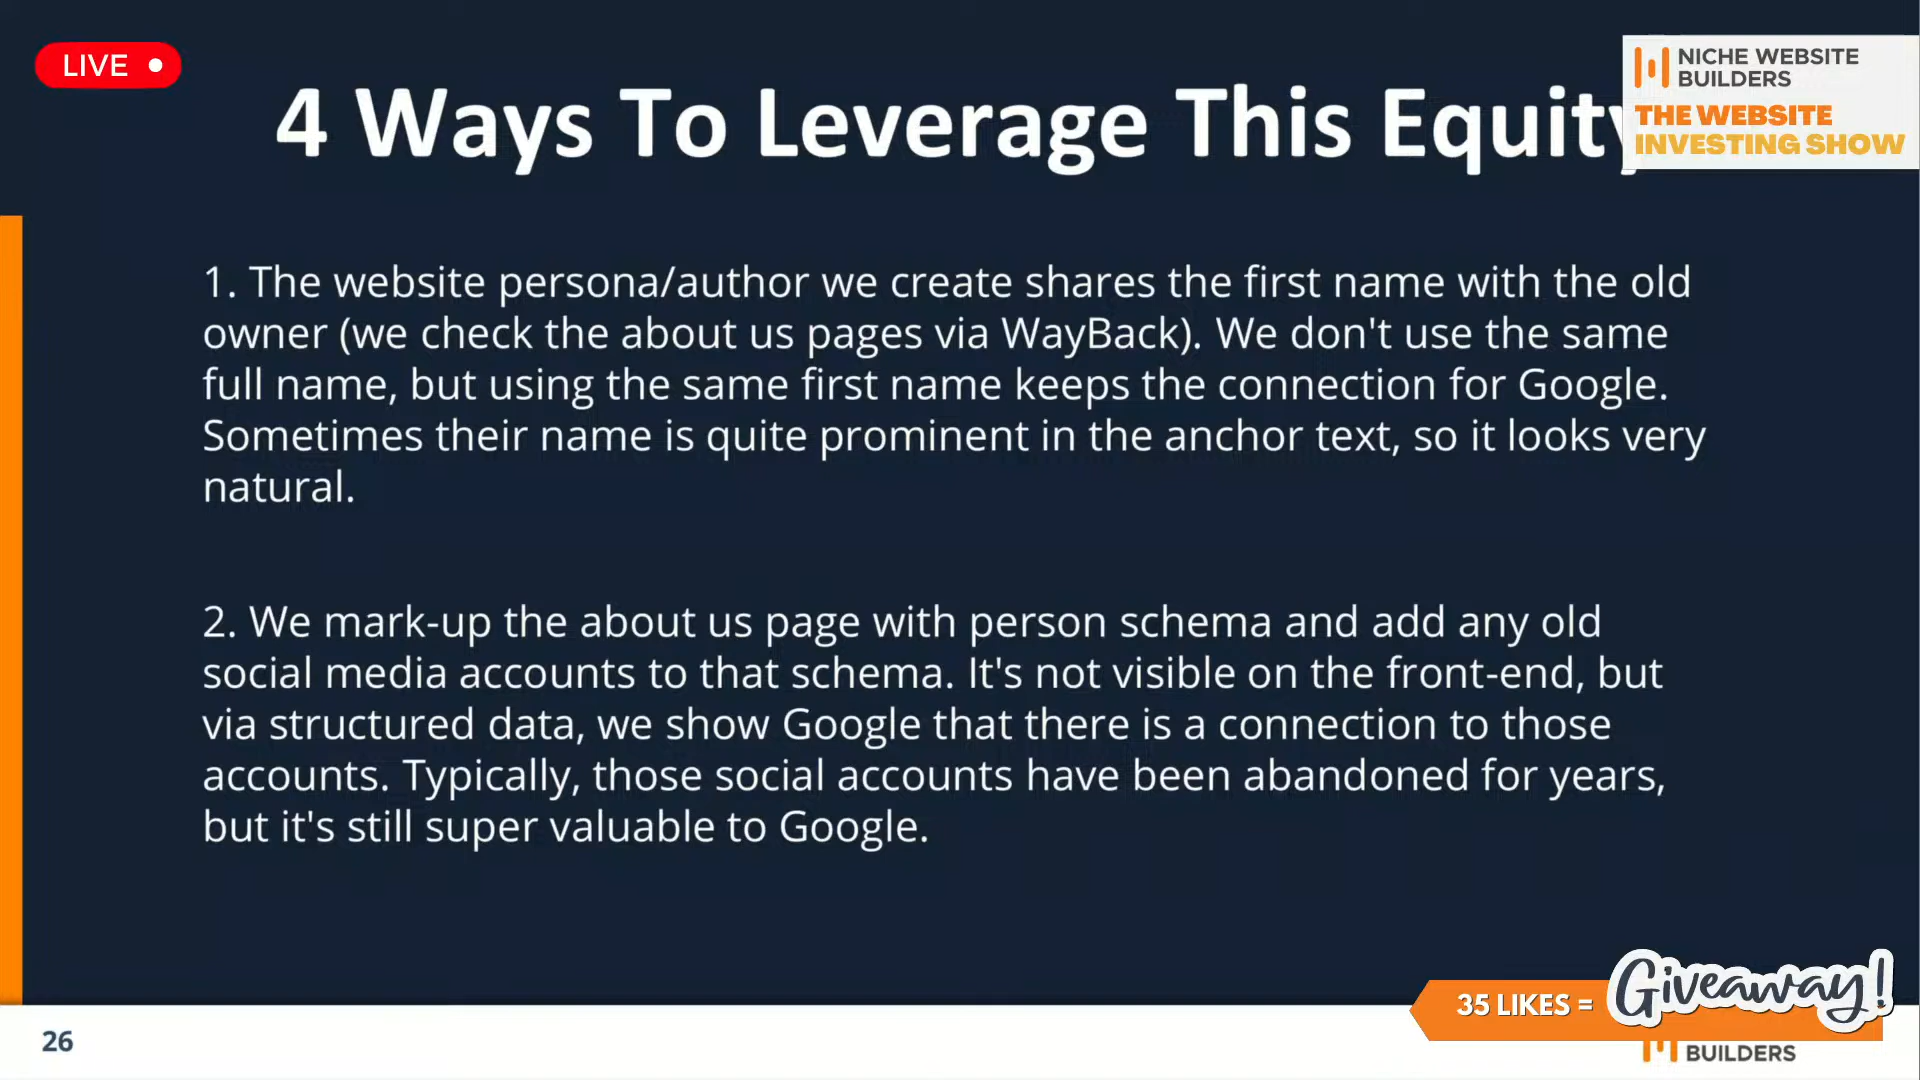 LIVE
NICHE WEBSITE
BUILDERS
THE WEBSITE
INVESTING SHOW
4 Ways To Leverage This Equity
1. The website persona/author we create shares the first name with the old
owner (we check the about us pages via WayBack). We don't use the same
full name, but using the same first name keeps the connection for Google.
Sometimes their name is quite prominent in the anchor text, so it looks very
natural.
2. We mark-up the about us page with person schema and add any old
social media accounts to that schema. It's not visible on the front-end, but
via structured data, we show Google that there is a connection to those
accounts. Typically, those social accounts have been abandoned for years,
but it's still super valuable to Google.
35 LIKES = Giveaway!
26
BUILDERS